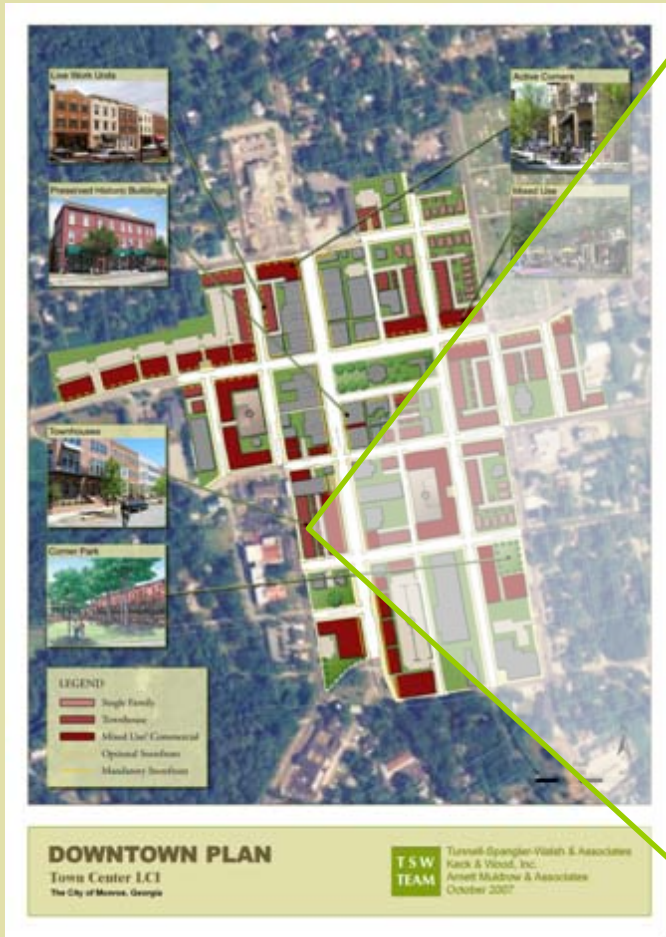 Live Work Units
Active Corners
Preserved Historic Buildings
Mixed Use
Townhouses
Corner Park
LEGEND
Single Family
Townhouse
Mixed Use/ Commercial
Optional Storefront
Mandatory Storefront
DOWNTOWN PLAN
Town Center LCI
The City of Monroe, Georgia
TSW
TEAM
Tunnell-Spangler-Walsh & Associates
Keck & Wood, Inc.
Arnett Muldrow & Associates
October 2007